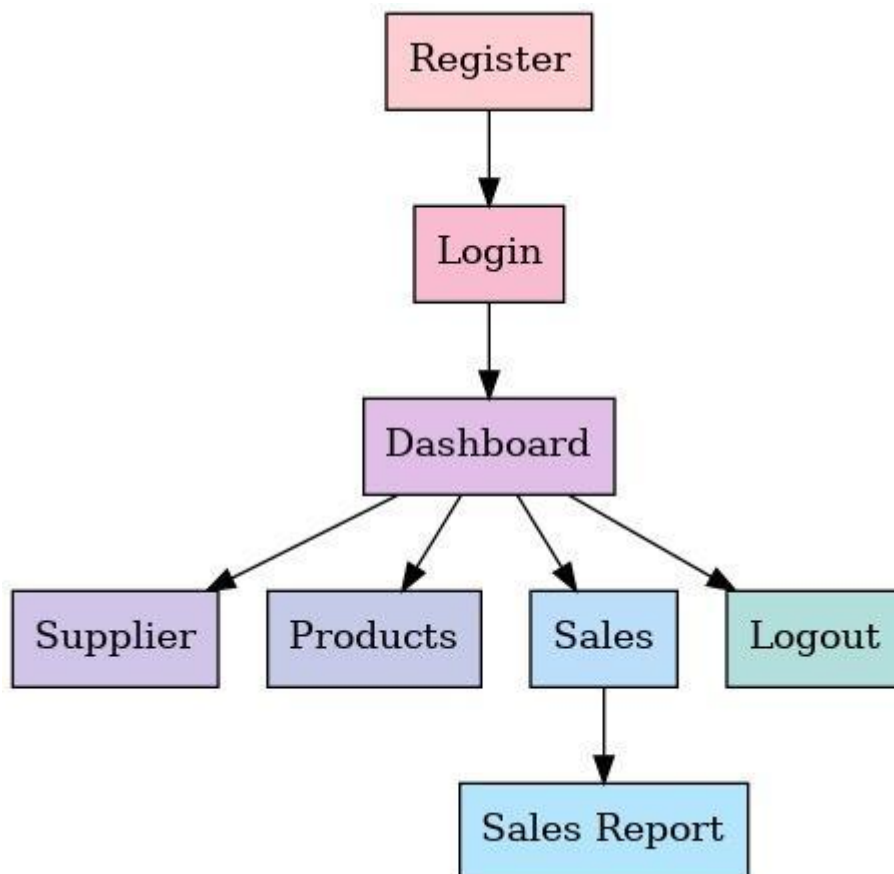 Register
Login
Dashboard
Supplier
Products
Sales
Logout
Sales Report